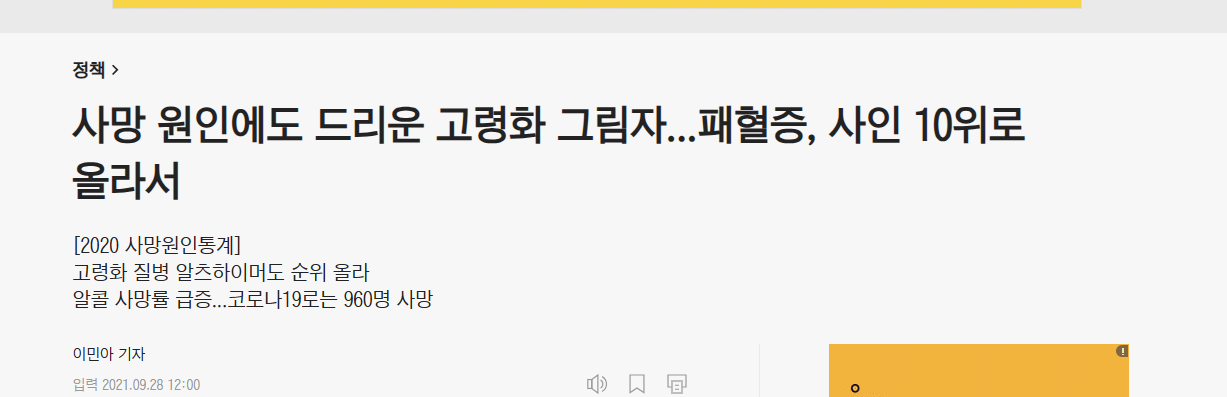 정책 >
사망 원인에도 드리운 고령화 그림자...패혈증, 사인 10위로
올라서
[2020 사망원인통계]
고령화 질병 알츠하이머도 순위 올라
알콜 사망률 급증...코로나19로는 960명 사망
이민아 기자
입력 2021.09.28 12:00